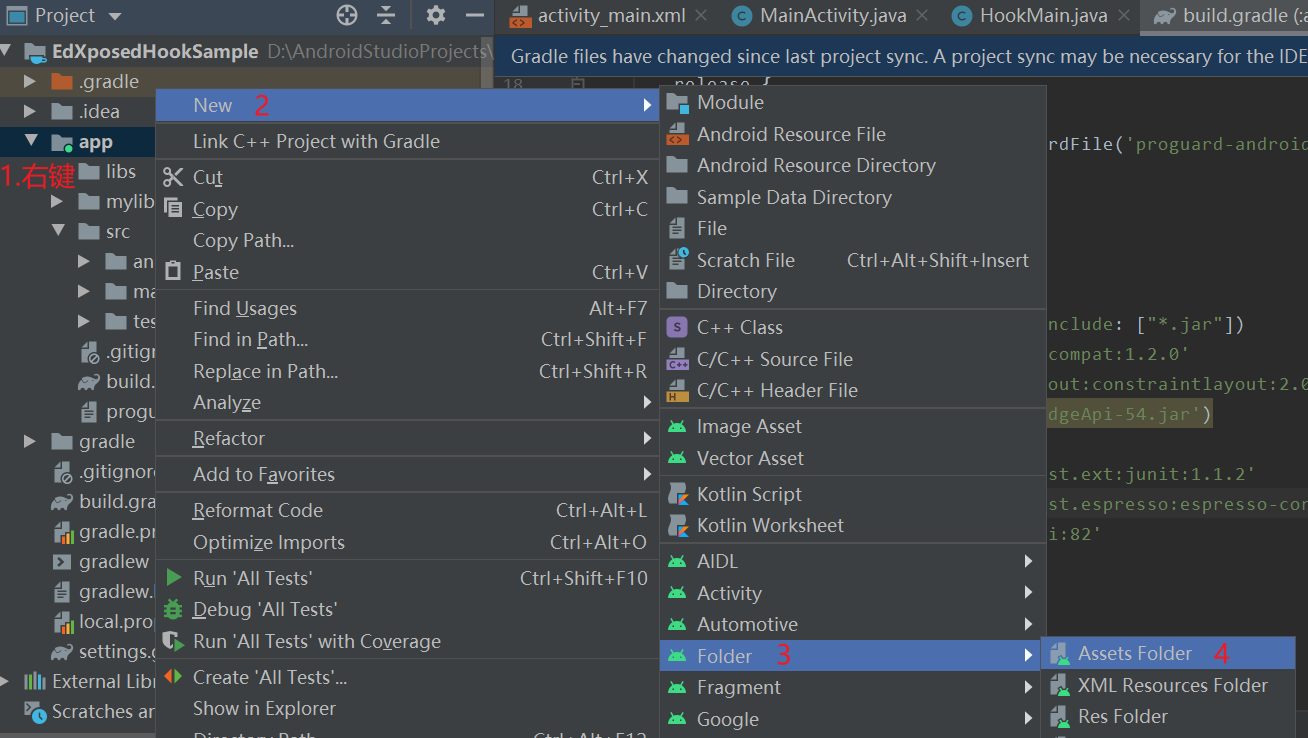 Project
activity_main.xml
MainActivity.java
HookMain.java
build.gradle (:a
EdXposedHookSample D:\AndroidStudioProjects\
Gradle files have changed since last project sync. A project sync may be necessary for the IDE
.gradle
18
release {
.idea
app
1.右键
libs
mylib
src
an
ma
tes
.gitign
build.
progu
gradle
.gitignore
build.gra
gradle.pr
gradlew
gradlew.
local.pro
settings.g
External Libr
Scratches an
New 2
Link C++ Project with Gradle
Cut Ctrl+X
Copy Ctrl+C
Copy Path...
Paste Ctrl+V
Find Usages Alt+F7
Find in Path... Ctrl+Shift+F
Replace in Path... Ctrl+Shift+R
Analyze
Refactor
Add to Favorites
Reformat Code Ctrl+Alt+L
Optimize Imports Ctrl+Alt+O
Run 'All Tests' Ctrl+Shift+F10
Debug 'All Tests'
Run 'All Tests' with Coverage
Create 'All Tests'...
Show in Explorer
Directory Path Ctrl+Alt+F12
Module
Android Resource File
Android Resource Directory
Sample Data Directory
File
Scratch File Ctrl+Alt+Shift+Insert
Directory
C++ Class
C/C++ Source File
C/C++ Header File
Image Asset
Vector Asset
Kotlin Script
Kotlin Worksheet
AIDL
Activity
Automotive
Folder 3
Fragment
Google
Assets Folder 4
XML Resources Folder
Res Folder
rdFile('proguard-android
nclude: ["*.jar"])
compat:1.2.0'
out:constraintlayout:2.0
dgeApi-54.jar')
st.ext:junit:1.1.2'
st.espresso:espresso-cor
i:82'